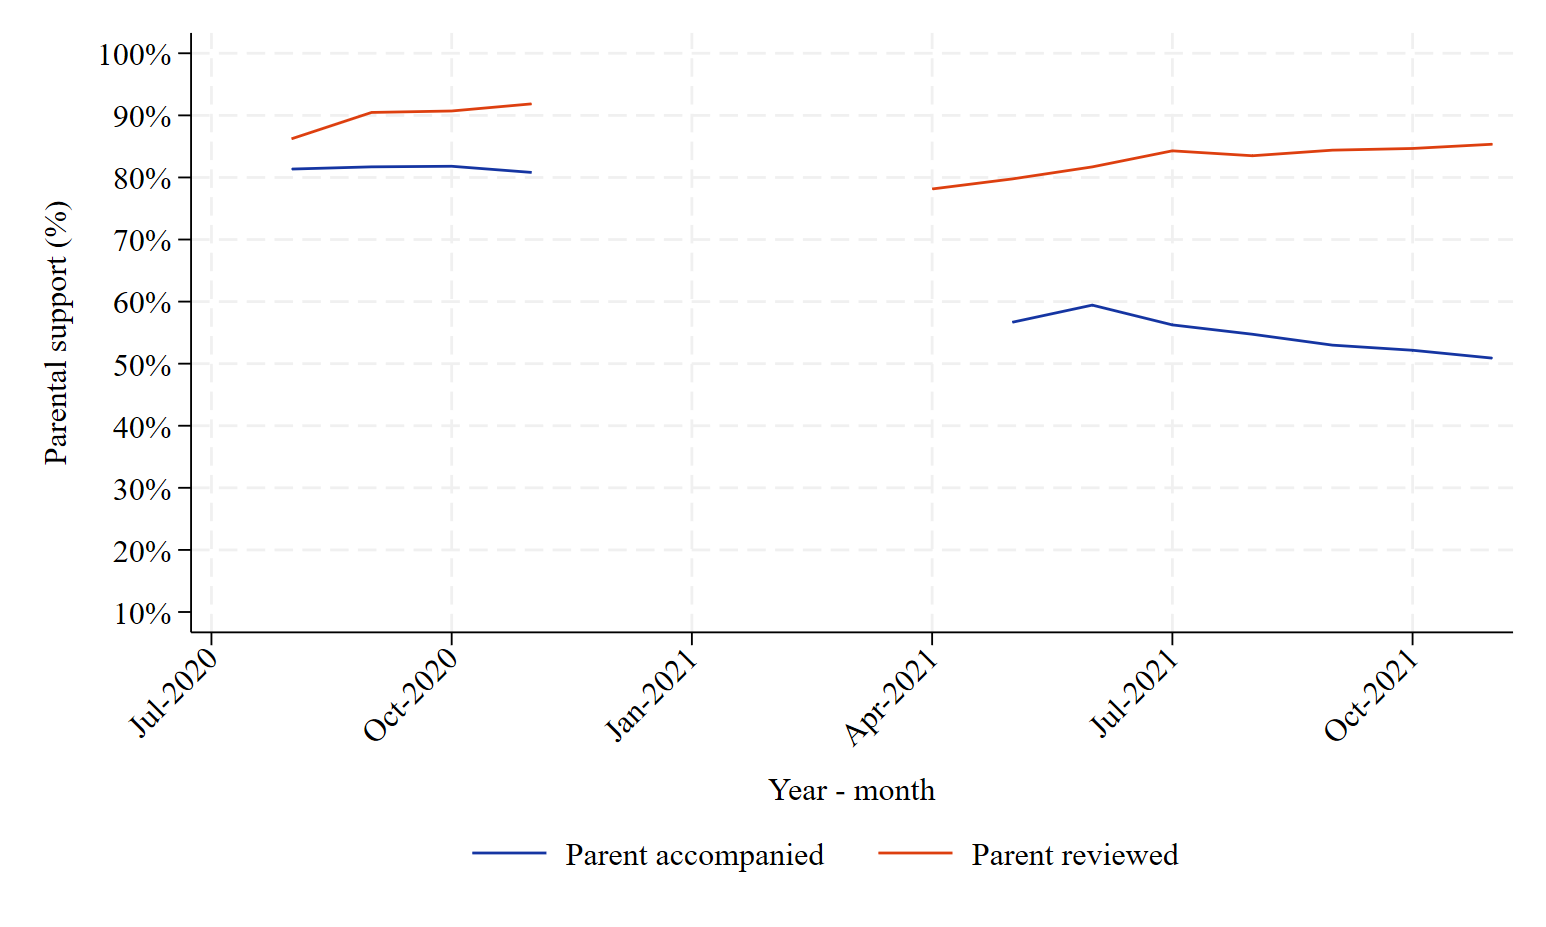 100%
90%
80%
70%
60%
50%
40%
30%
20%
10%
Parental support (%)
Jul-2020
Oct-2020
Jan-2021
Apr-2021
Jul-2021
Oct-2021
Year - month
Parent accompanied
Parent reviewed